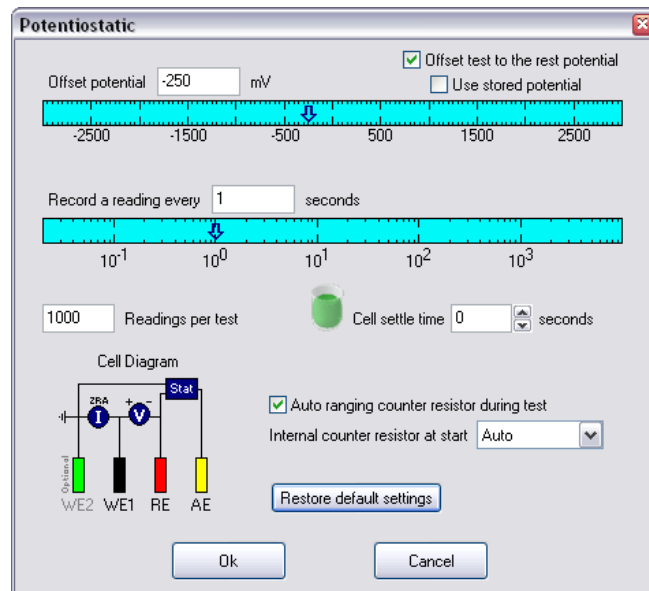 Potentiostatic
Offset potential -250 mV
Offset test to the rest potential
Use stored potential
-2500 -1500 -500 500 1500 2500
Record a reading every 1 seconds
10-1 100 101 102 103
1000 Readings per test
Cell settle time 0 seconds
Cell Diagram
Stat
ZRA
+ -
I V
Optional
WE2 WE1 RE AE
Auto ranging counter resistor during test
Internal counter resistor at start Auto
Restore default settings
Ok Cancel